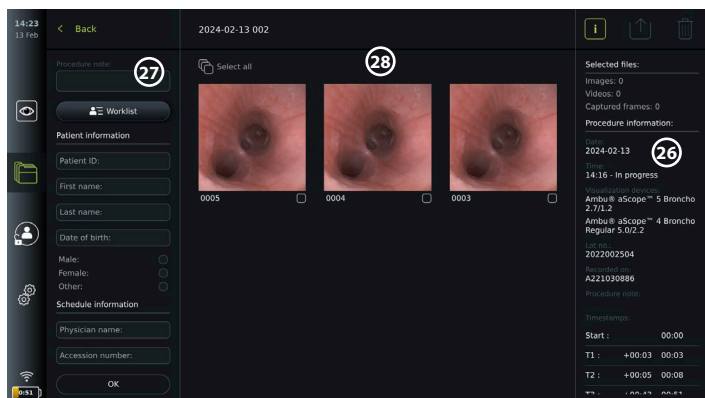 14:23
13 Feb
0:51
Back
Procedure note:
27
Worklist
Patient information
Patient ID:
First name:
Last name:
Date of birth:
Male:
Female:
Other:
Schedule information
Physician name:
Accession number:
OK
2024-02-13 002
Select all
28
0005
0004
0003
i
Selected files:
Images: 0
Videos: 0
Captured frames: 0
Procedure information:
Date:
2024-02-13
26
Time:
14:16 - In progress
Visualization devices:
Ambu® aScope™ 5 Broncho
2.7/1.2
Ambu® aScope™ 4 Broncho
Regular 5.0/2.2
Lot no.:
2022002504
Recorded on:
A221030886
Procedure note:
Timestamps:
Start : 00:00
T1 : +00:03 00:03
T2 : +00:05 00:08